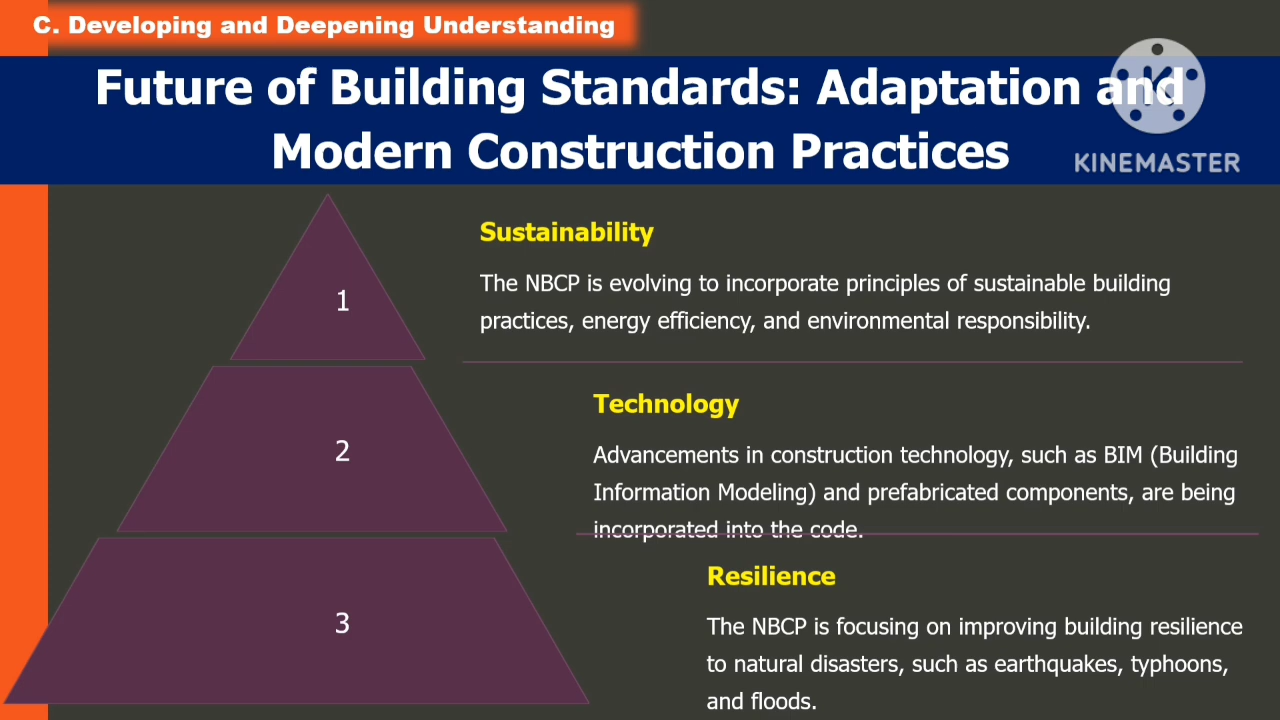 C. Developing and Deepening Understanding
Future of Building Standards: Adaptation and
Modern Construction Practices
KINEMASTER
1
Sustainability
The NBCP is evolving to incorporate principles of sustainable building
practices, energy efficiency, and environmental responsibility.
2
Technology
Advancements in construction technology, such as BIM (Building
Information Modeling) and prefabricated components, are being
incorporated into the code.
3
Resilience
The NBCP is focusing on improving building resilience
to natural disasters, such as earthquakes, typhoons,
and floods.